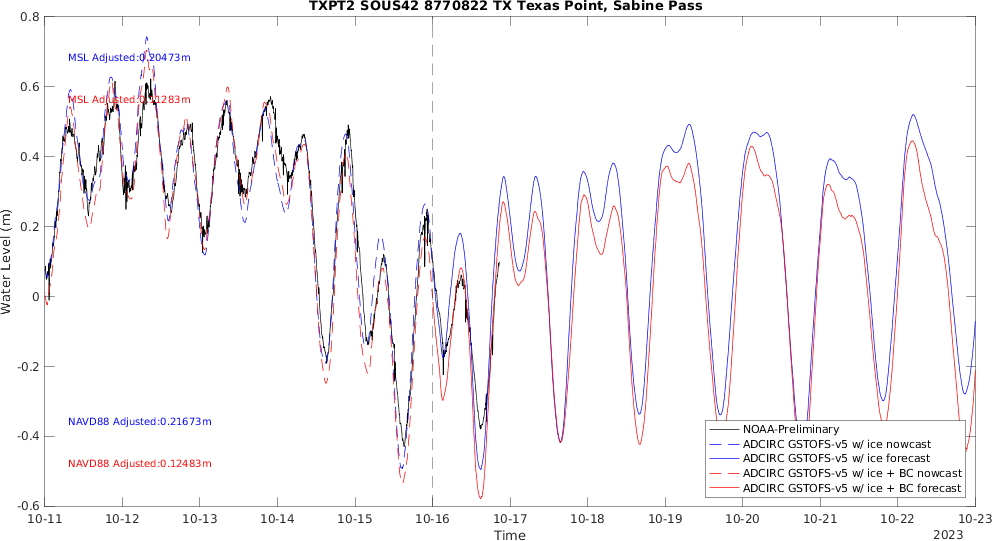 TXPT2 SOUS42 8770822 TX Texas Point, Sabine Pass
Water Level (m)
0.8
0.6
0.4
0.2
0
-0.2
-0.4
-0.6
MSL Adjusted:0.20473m
MSL Adjusted:0.11283m
NAVD88 Adjusted:0.21673m
NAVD88 Adjusted:0.12483m
NOAA-Preliminary
ADCIRC GSTOFS-v5 w/ ice nowcast
ADCIRC GSTOFS-v5 w/ ice forecast
ADCIRC GSTOFS-v5 w/ ice + BC nowcast
ADCIRC GSTOFS-v5 w/ ice + BC forecast
10-11 10-12 10-13 10-14 10-15 10-16 10-17 10-18 10-19 10-20 10-21 10-22 10-23
Time
2023